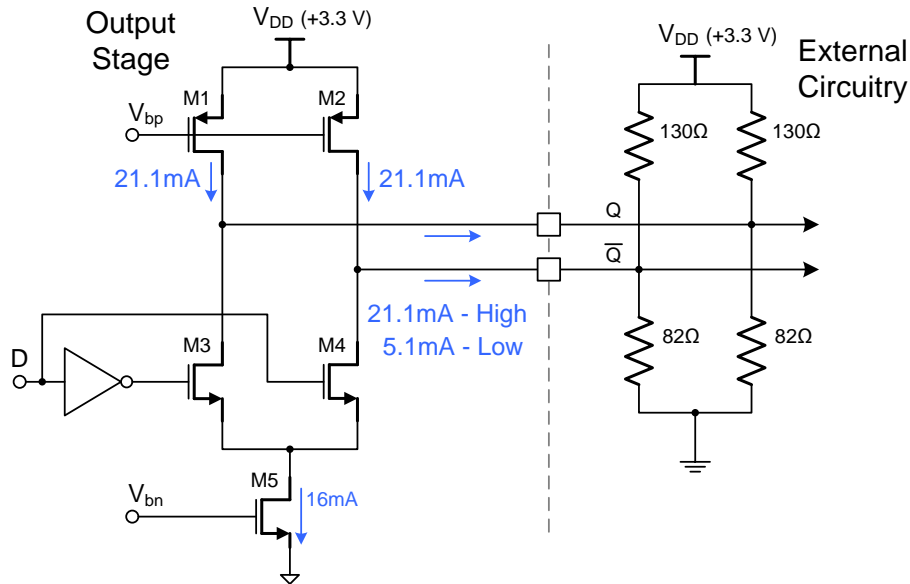 Output
Stage
VDD (+3.3 V)
VDD (+3.3 V)
External
Circuitry
M1
M2
Vbp
130Ω
130Ω
21.1mA
21.1mA
Q
Q̅
21.1mA - High
5.1mA - Low
M3
M4
82Ω
82Ω
D
M5
Vbn
16mA